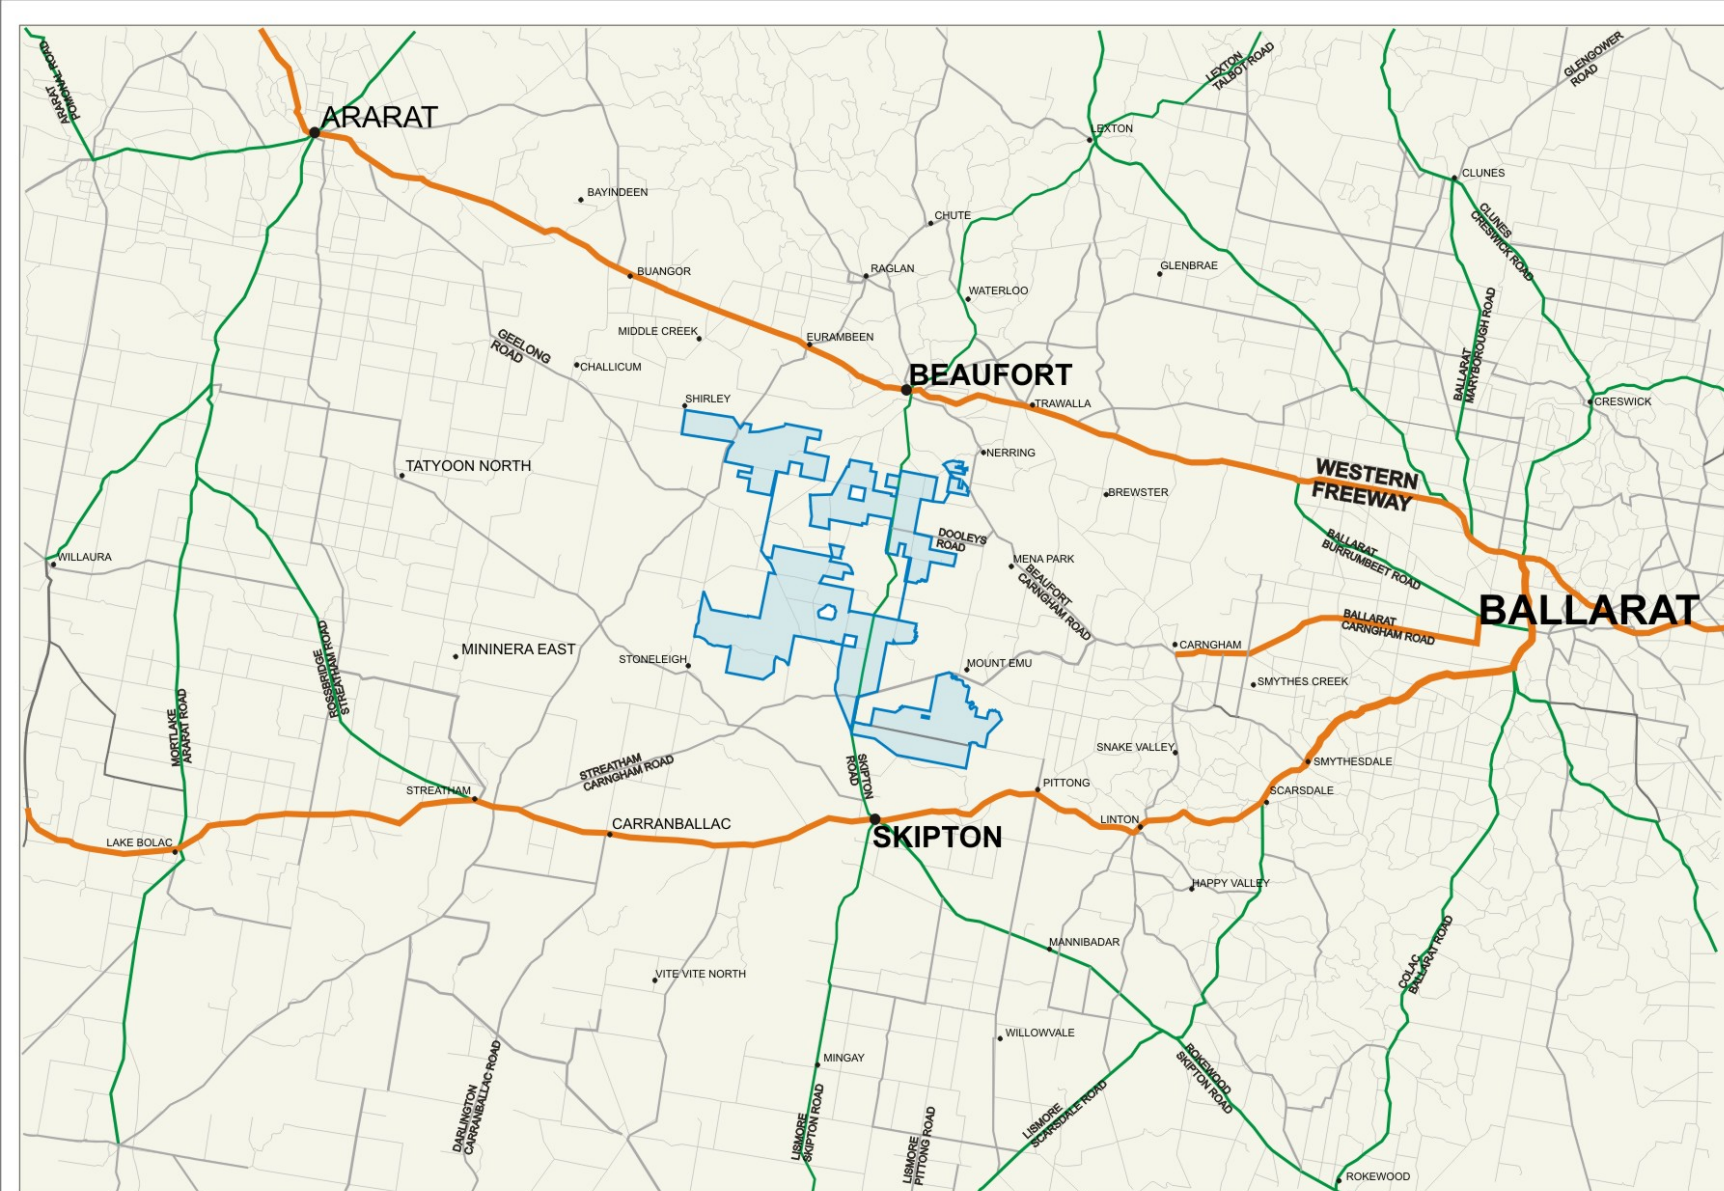 ARARAT
POMONAL ROAD
ARARAT
LEXTON
TALBOT ROAD
GLENGOWER
ROAD
LEXTON
CLUNES
CLUNES
CRESWICK ROAD
BAYINDEEN
CHUTE
RAGLAN
GLENBRAE
BUANGOR
WATERLOO
MIDDLE CREEK
EURAMBEEN
GEELONG
ROAD
CHALLICUM
BALLARAT
MARYBOROUGH ROAD
BEAUFORT
SHIRLEY
TRAWALLA
CRESWICK
TATYOON NORTH
NERRING
BREWSTER
WESTERN
FREEWAY
DOOLEYS
ROAD
WILLAURA
MENA PARK
BEAUFORT
CARNGHAM ROAD
BALLARAT
BURRUMBEET ROAD
BALLARAT
BALLARAT
CARNGHAM ROAD
MININERA EAST
STONELEIGH
CARNGHAM
MOUNT EMU
SMYTHES CREEK
ROSSBRIDGE
STREATHAM ROAD
MORTLAKE
ARARAT ROAD
SNAKE VALLEY
SMYTHESDALE
STREATHAM
CARNGHAM ROAD
SKIPTON
ROAD
PITTONG
SCARSDALE
STREATHAM
CARRANBALLAC
SKIPTON
LINTON
LAKE BOLAC
HAPPY VALLEY
MANNIBADAR
COLAC
BALLARAT ROAD
VITE VITE NORTH
WILLOWVALE
MINGAY
DARLINGTON
CARRANBALLAC ROAD
LISMORE
SKIPTON ROAD
LISMORE
PITTONG ROAD
LISMORE
SCARSDALE ROAD
ROKEWOOD
SKIPTON ROAD
ROKEWOOD